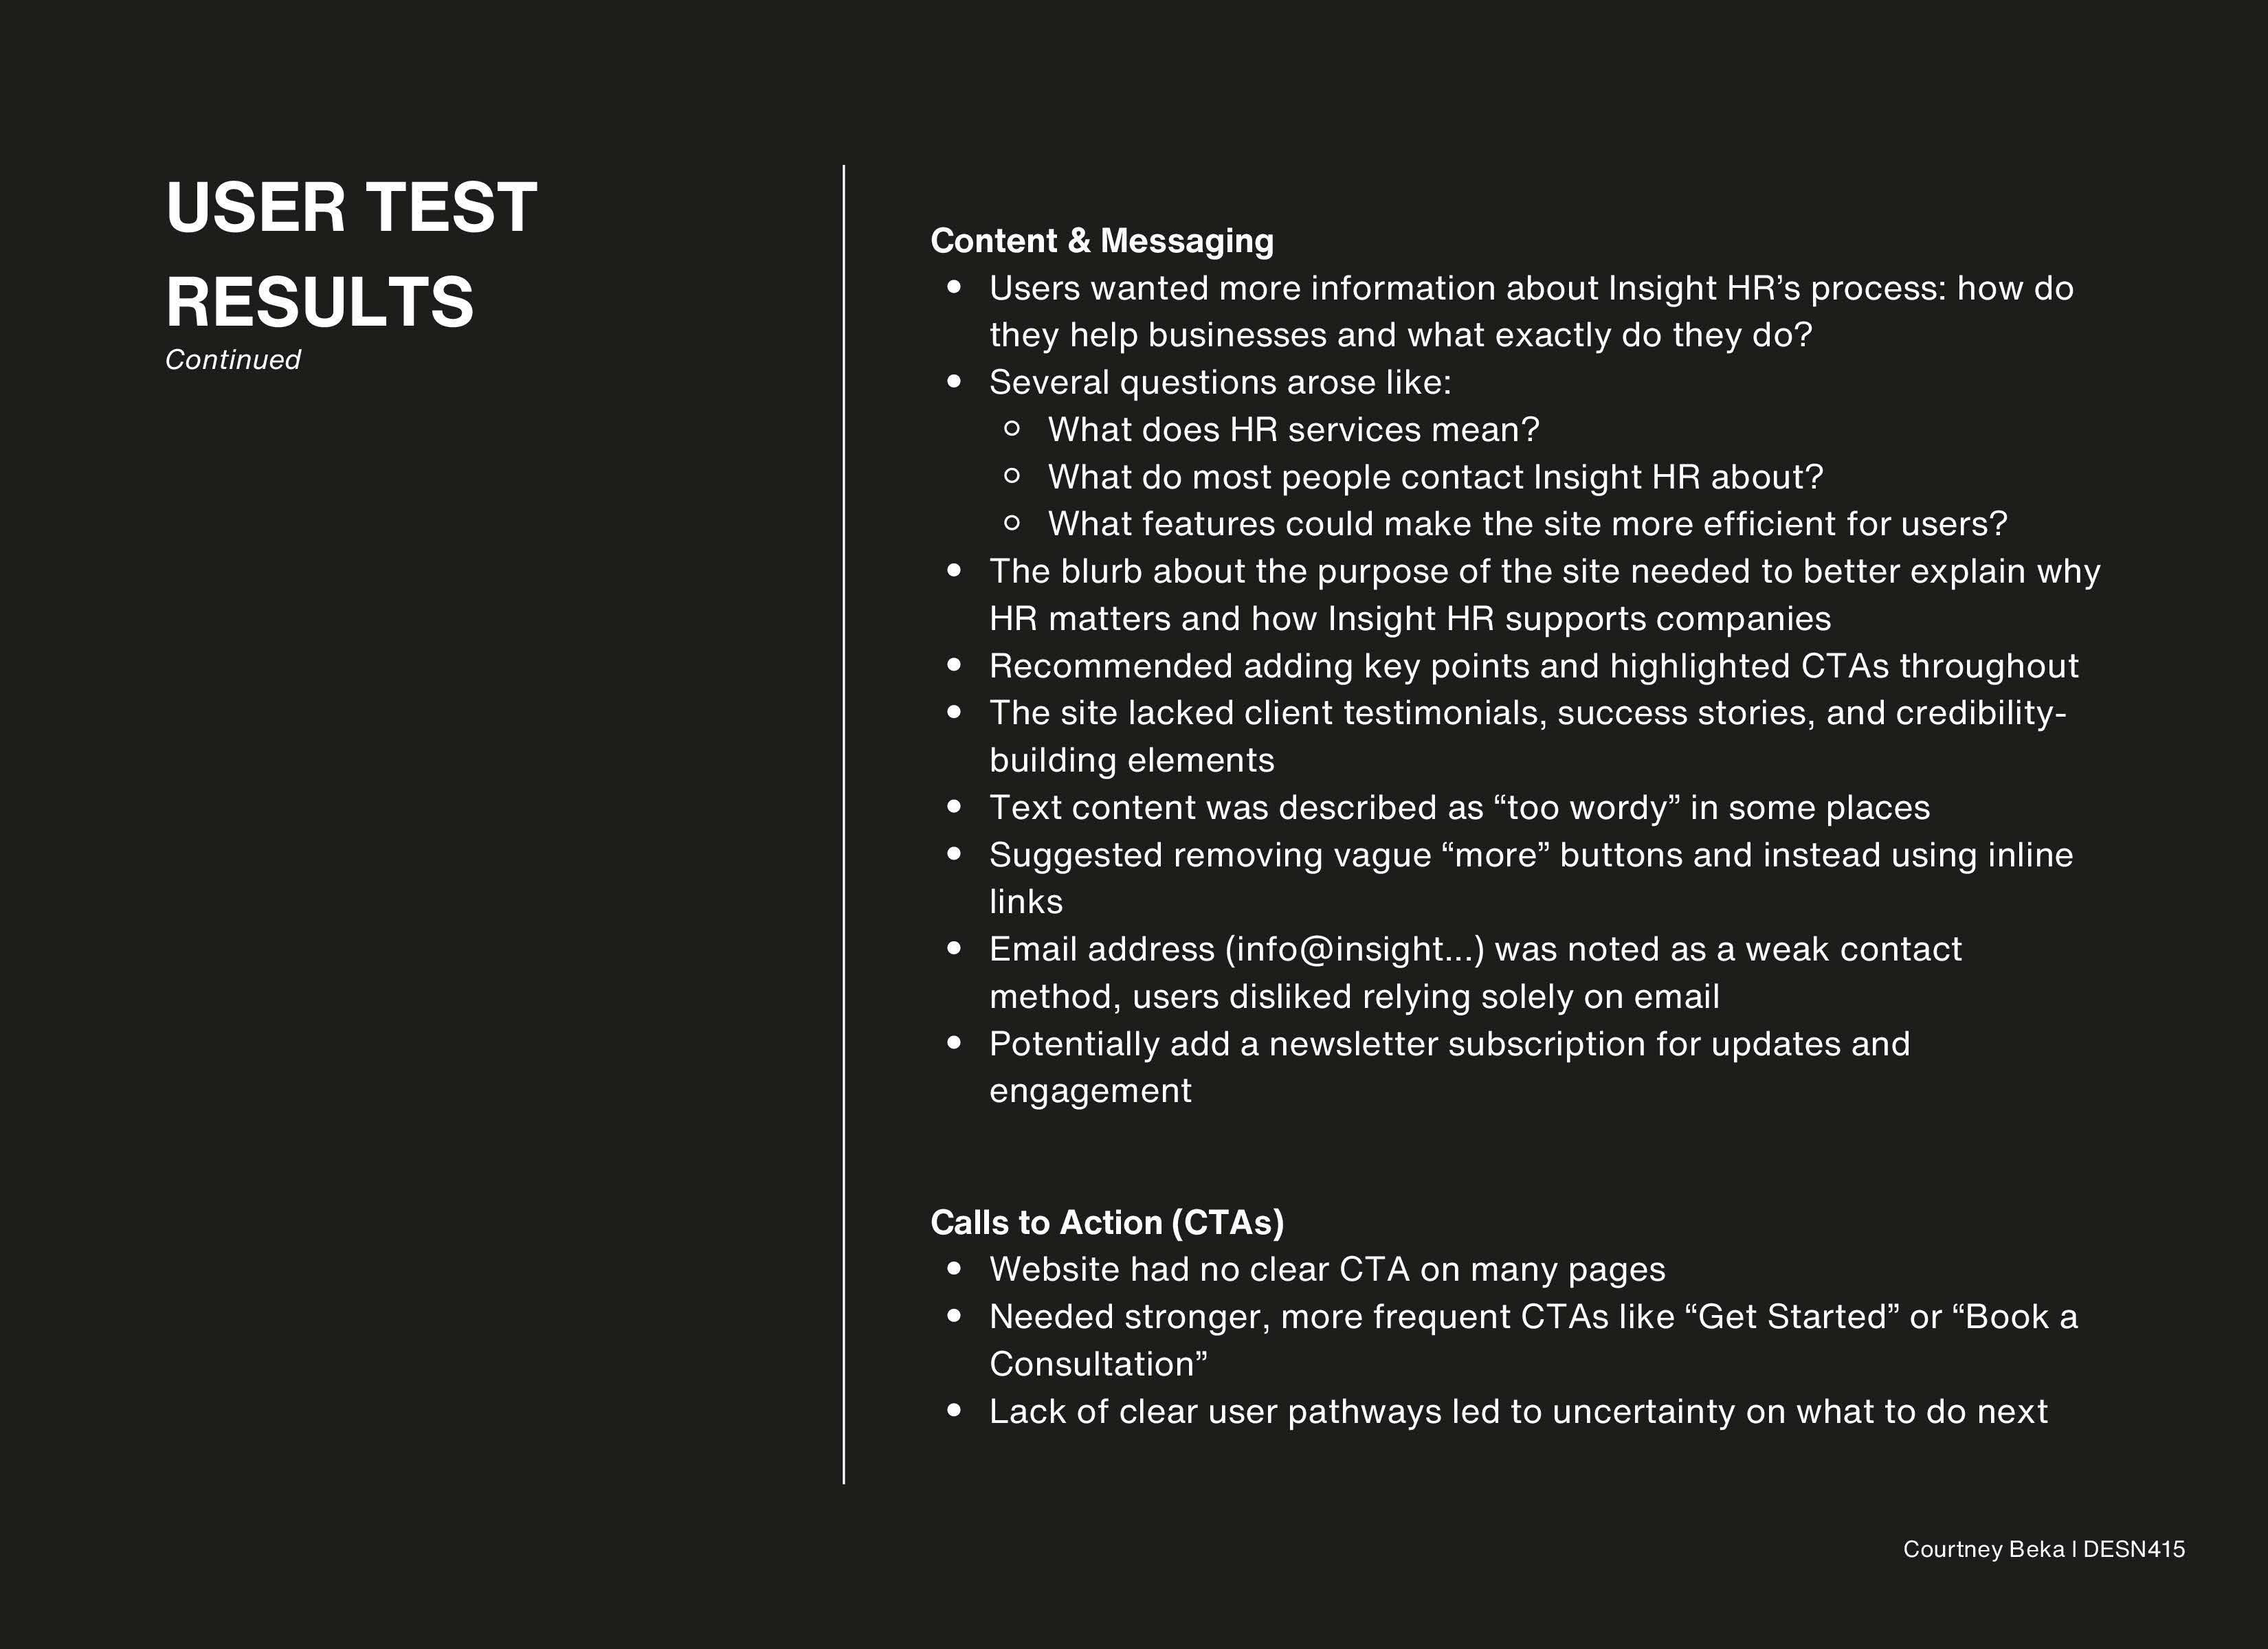 USER TEST
RESULTS
Continued
Content & Messaging
• Users wanted more information about Insight HR’s process: how do
they help businesses and what exactly do they do?
• Several questions arose like:
○ What does HR services mean?
○ What do most people contact Insight HR about?
○ What features could make the site more efficient for users?
• The blurb about the purpose of the site needed to better explain why
HR matters and how Insight HR supports companies
• Recommended adding key points and highlighted CTAs throughout
• The site lacked client testimonials, success stories, and credibility-
building elements
• Text content was described as “too wordy” in some places
• Suggested removing vague “more” buttons and instead using inline
links
• Email address (info@insight...) was noted as a weak contact
method, users disliked relying solely on email
• Potentially add a newsletter subscription for updates and
engagement
Calls to Action (CTAs)
• Website had no clear CTA on many pages
• Needed stronger, more frequent CTAs like “Get Started” or “Book a
Consultation”
• Lack of clear user pathways led to uncertainty on what to do next
Courtney Beka | DESN415